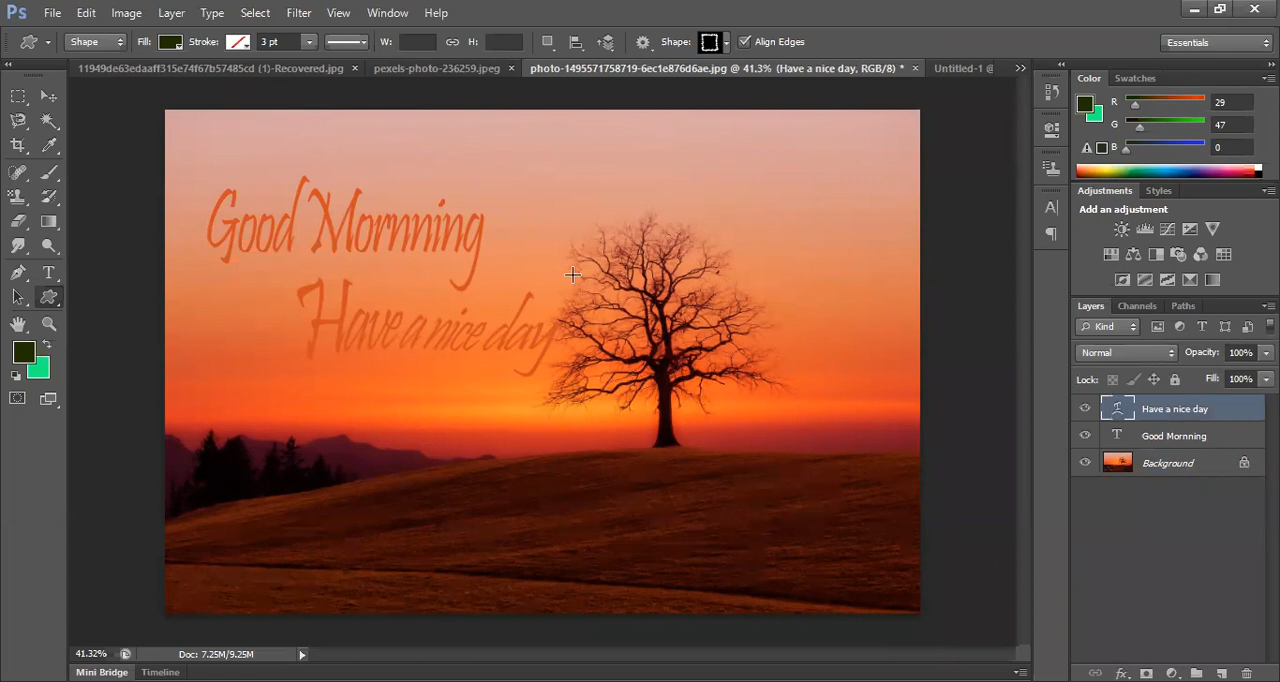 Ps File Edit Image Layer Type Select Filter View Window Help
Shape Fill: Stroke: 3 pt W: H: Shape: Align Edges Essentials
11949de63edaaff315e74f67b57485cd (1)-Recovered.jpg × pexels-photo-236259.jpeg × photo-1495571758719-6ec1e876d6ae.jpg @ 41.3% (Have a nice day, RGB/8) * × Untitled-1 @
Color Swatches
R 29
G 47
B 0
Adjustments Styles
Add an adjustment
Good Mornning
Have a nice day
Layers Channels Paths
Kind
Normal Opacity: 100%
Lock: Fill: 100%
Have a nice day
Good Mornning
Background
41.32% Doc: 7.25M/9.25M
Mini Bridge Timeline